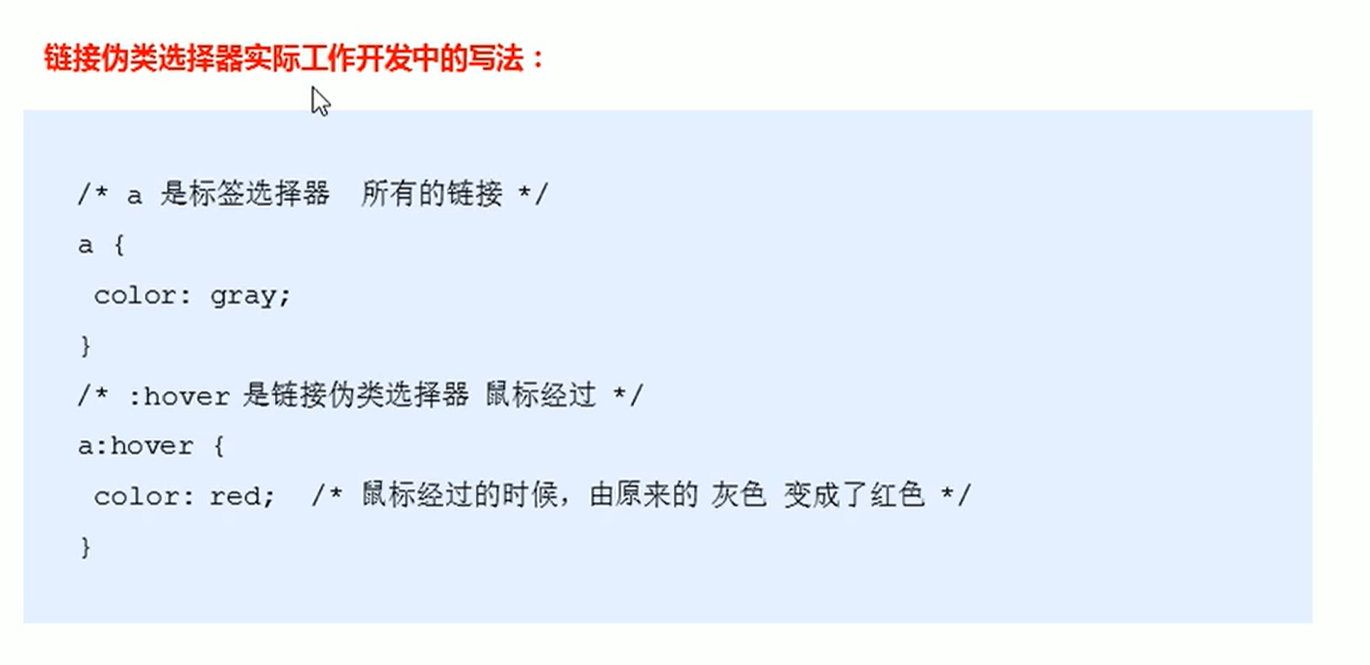 链接伪类选择器实际工作开发中的写法：
/* a 是标签选择器  所有的链接 */
a {
 color: gray;
}
/* :hover 是链接伪类选择器 鼠标经过 */
a:hover {
 color: red;  /* 鼠标经过的时候，由原来的 灰色 变成了红色 */
}